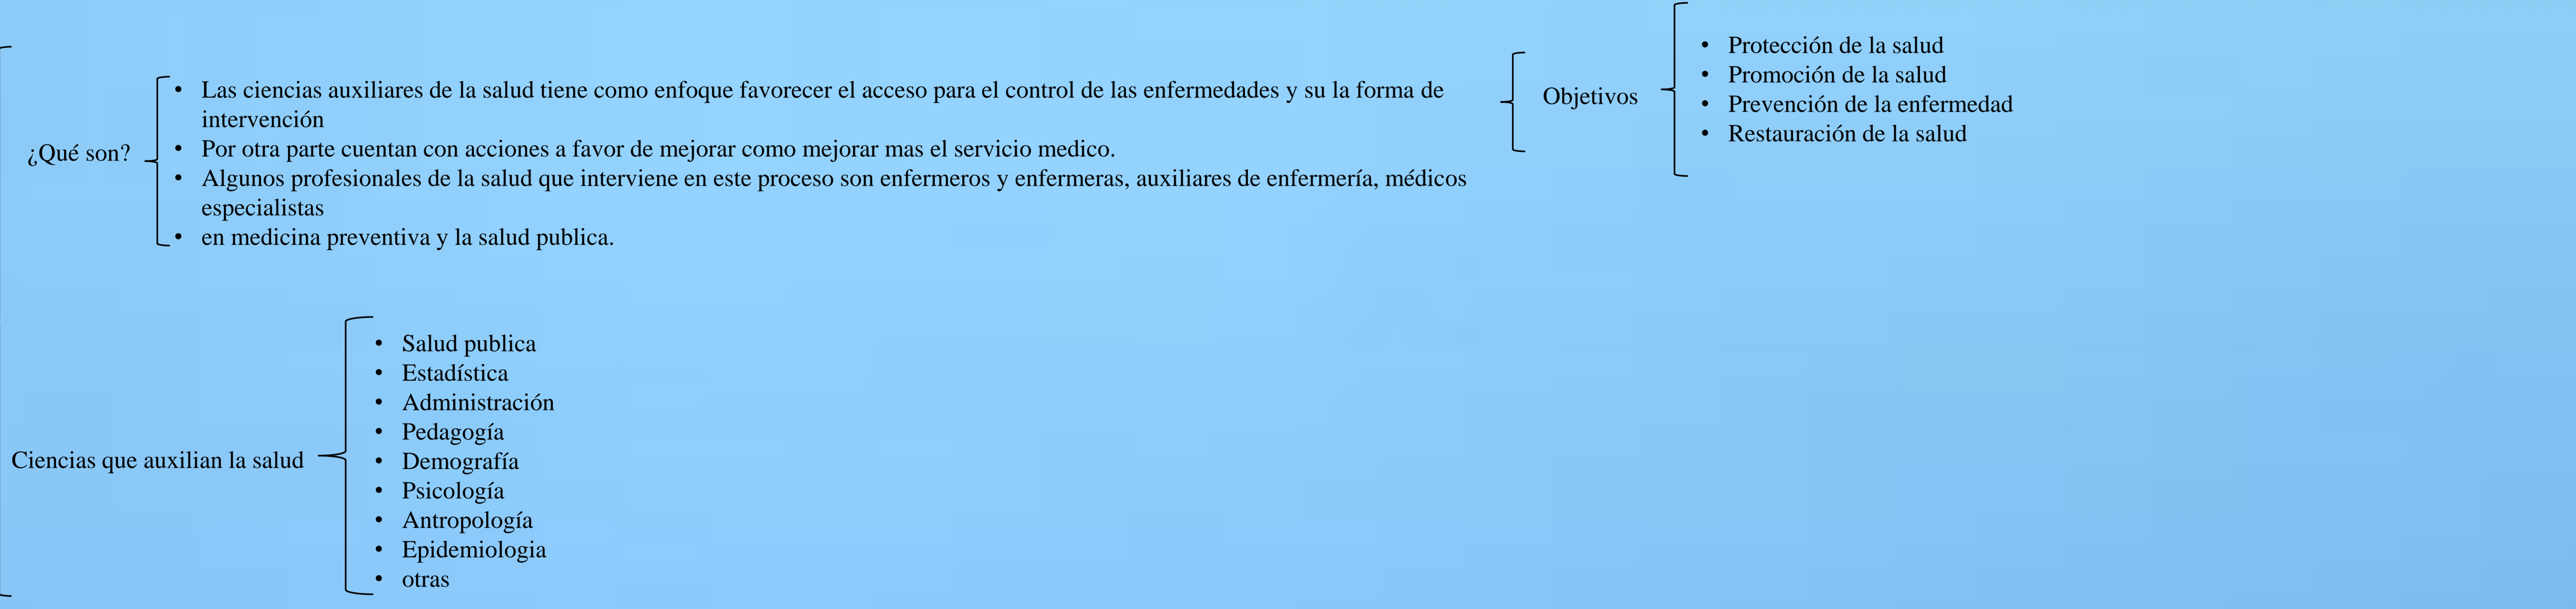 ¿Qué son?
• Las ciencias auxiliares de la salud tiene como enfoque favorecer el acceso para el control de las enfermedades y su la forma de
intervención
• Por otra parte cuentan con acciones a favor de mejorar como mejorar mas el servicio medico.
• Algunos profesionales de la salud que interviene en este proceso son enfermeros y enfermeras, auxiliares de enfermería, médicos
especialistas
• en medicina preventiva y la salud publica.
Objetivos
• Protección de la salud
• Promoción de la salud
• Prevención de la enfermedad
• Restauración de la salud
Ciencias que auxilian la salud
• Salud publica
• Estadística
• Administración
• Pedagogía
• Demografía
• Psicología
• Antropología
• Epidemiologia
• otras